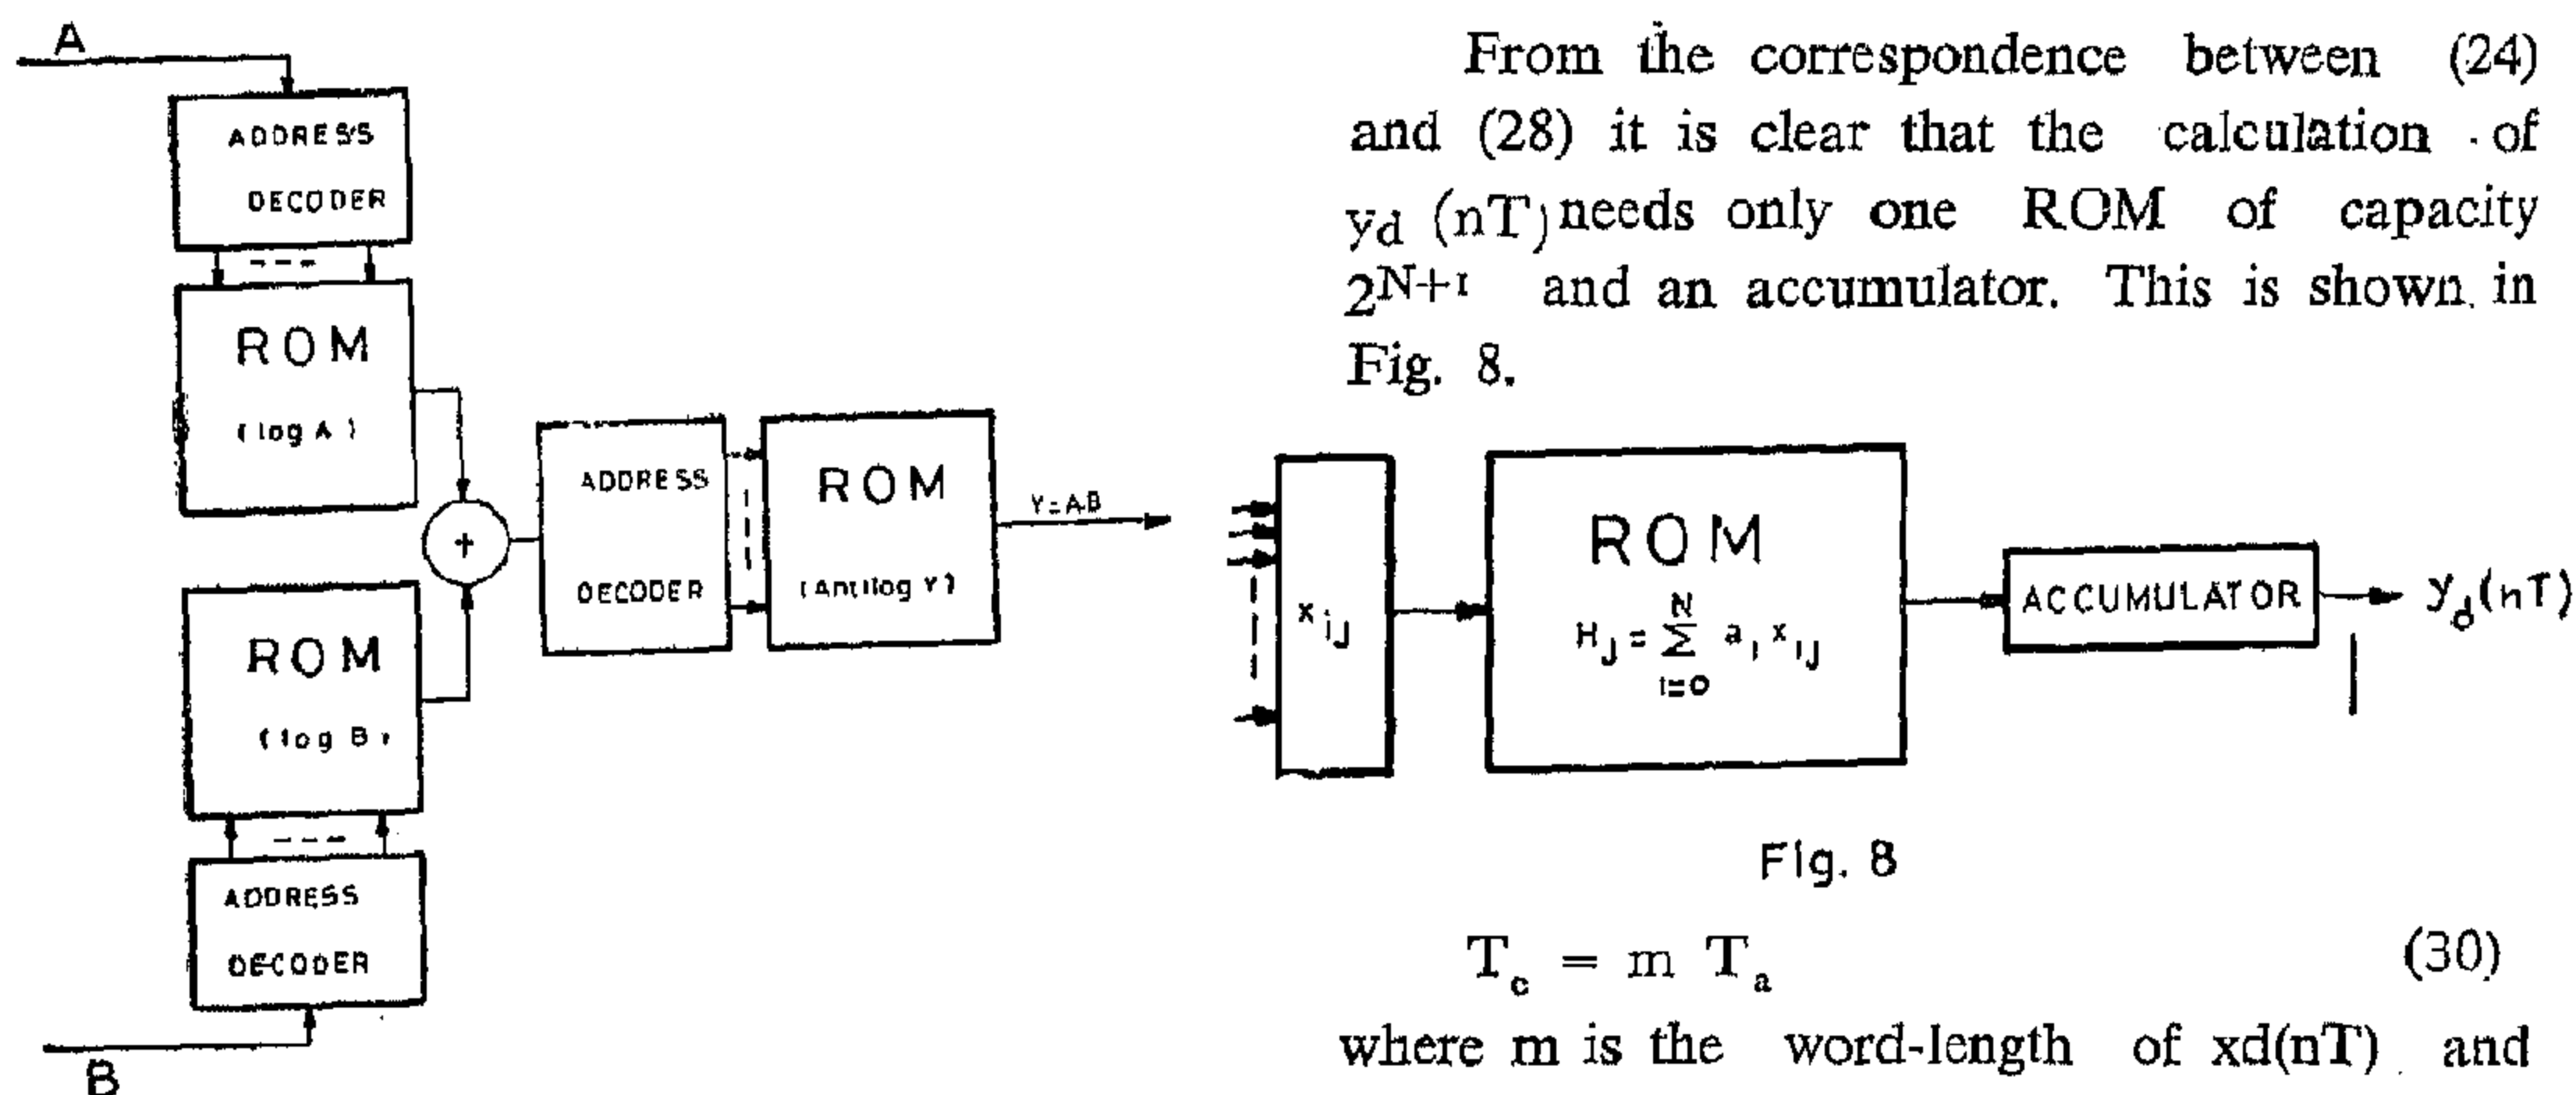 A
ADDRESS
DECODER
ROM
(log A)
+
ROM
(log B)
ADDRESS
DECODER
B
ADDRESS
DECODER
ROM
(Antilog Y)
Y=AB
From the correspondence between (24)
and (28) it is clear that the calculation of
yd (nT) needs only one ROM of capacity
2^{N+1} and an accumulator. This is shown in
Fig. 8.
xij
ROM
Hj = Σ_{i=0}^{N} ai xij
ACCUMULATOR
yd(nT)
Fig. 8
Tc = m Ta (30)
where m is the word-length of xd(nT) and